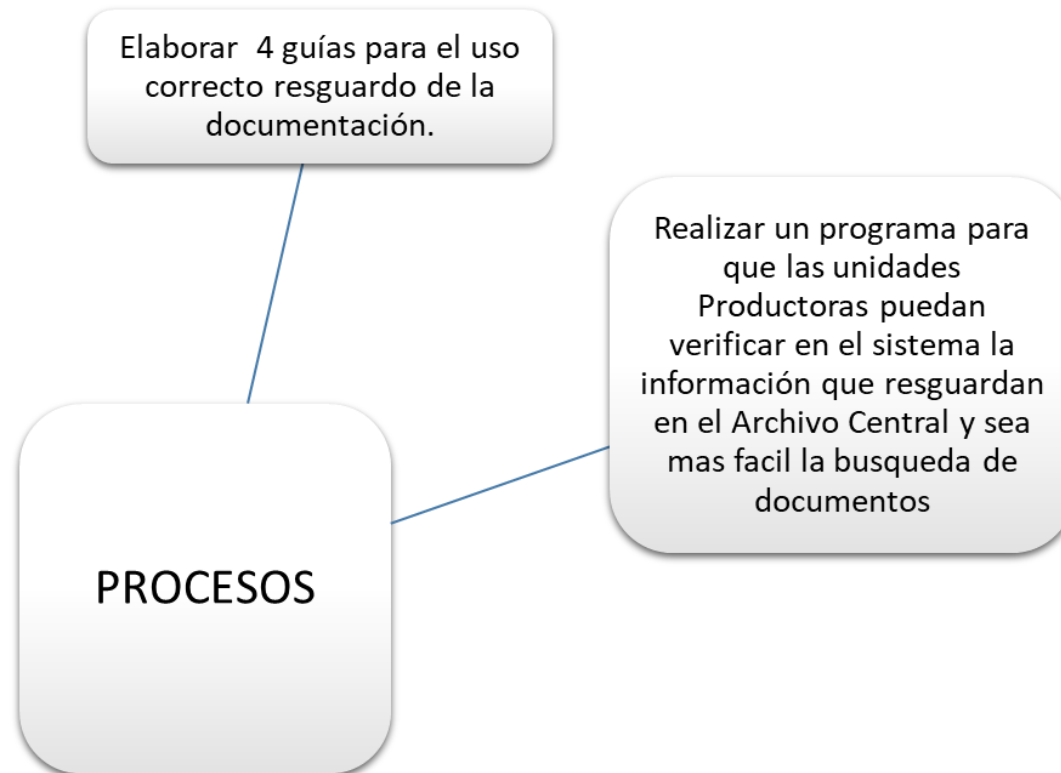 Elaborar  4 guías para el uso
correcto resguardo de la
documentación.
Realizar un programa para
que las unidades
Productoras puedan
verificar en el sistema la
información que resguardan
en el Archivo Central y sea
mas facil la busqueda de
documentos
PROCESOS